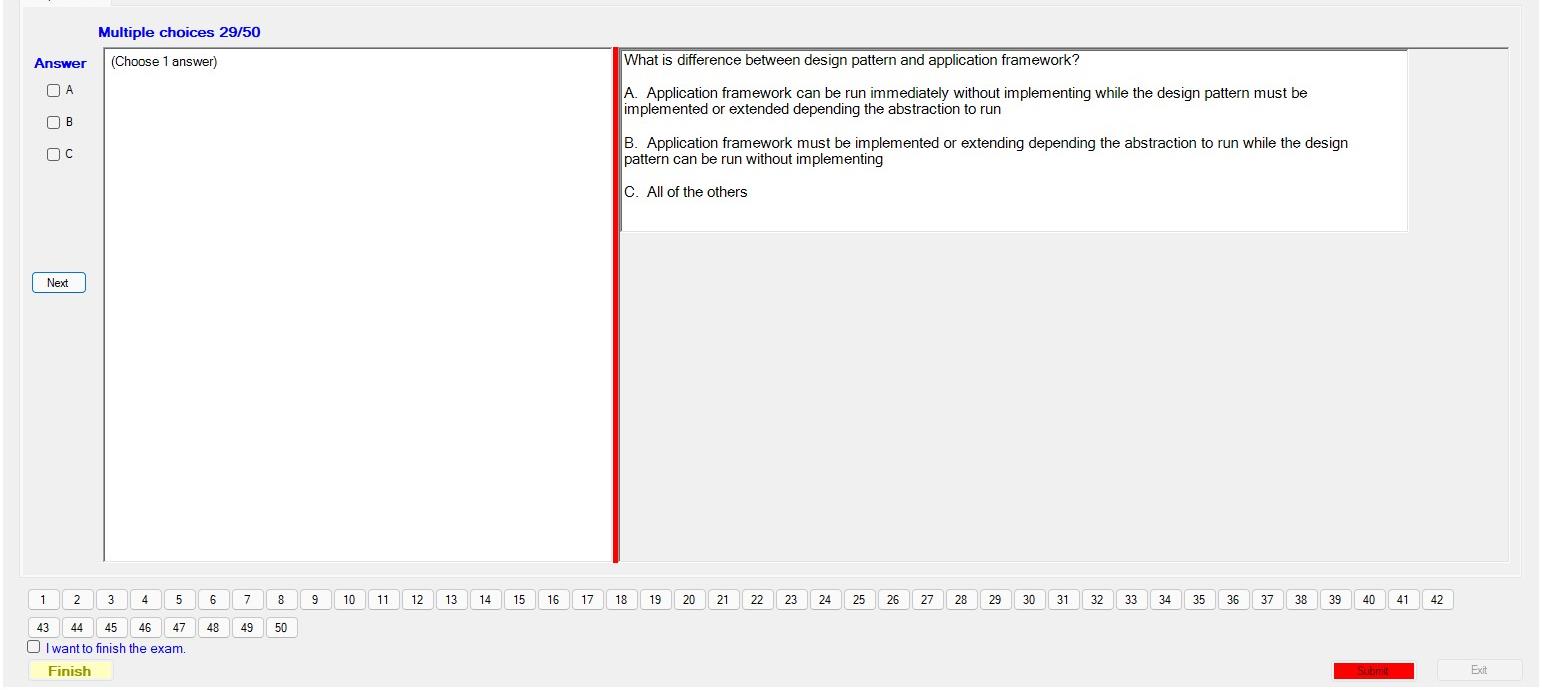 Multiple choices 29/50
Answer
A
B
C
Next
(Choose 1 answer)
What is difference between design pattern and application framework?
A. Application framework can be run immediately without implementing while the design pattern must be
implemented or extended depending the abstraction to run
B. Application framework must be implemented or extending depending the abstraction to run while the design
pattern can be run without implementing
C. All of the others
1 2 3 4 5 6 7 8 9 10 11 12 13 14 15 16 17 18 19 20 21 22 23 24 25 26 27 28 29 30 31 32 33 34 35 36 37 38 39 40 41 42
43 44 45 46 47 48 49 50
I want to finish the exam.
Finish
Submit
Exit